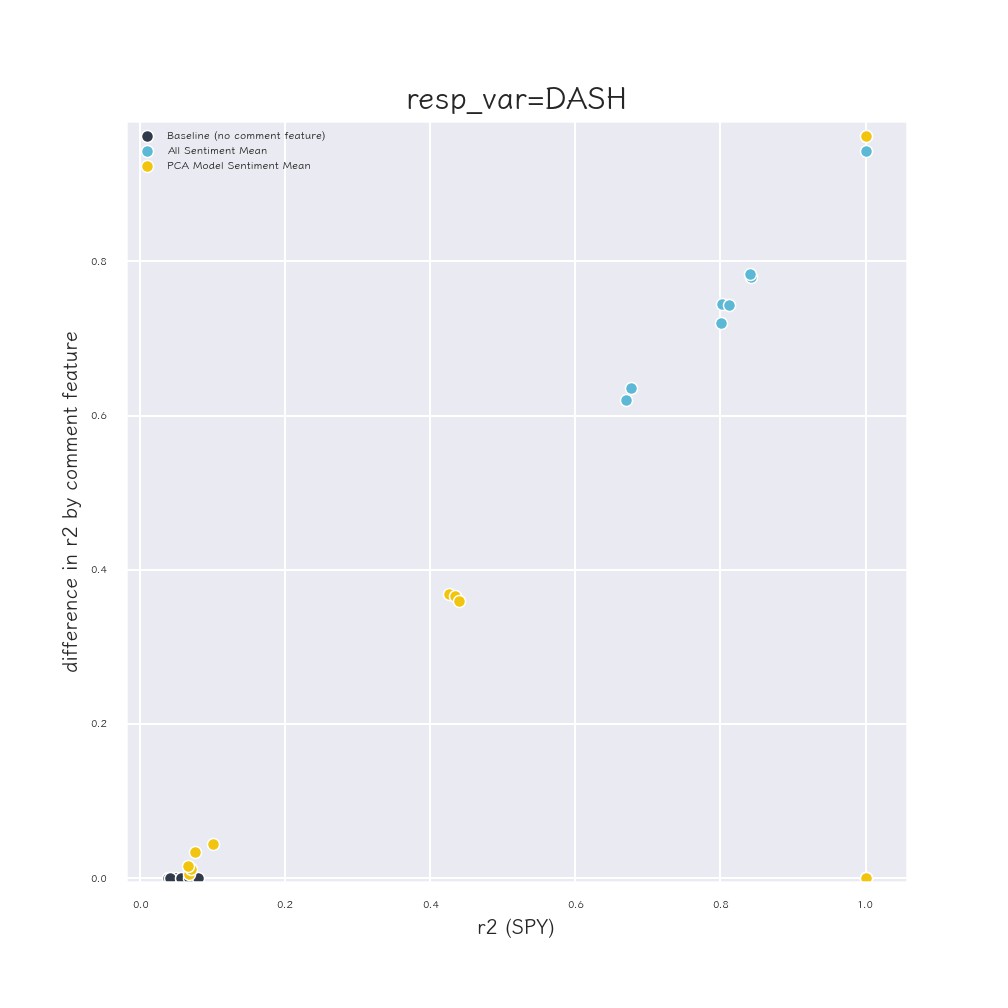 resp_var=DASH
Baseline (no comment feature)
All Sentiment Mean
PCA Model Sentiment Mean
difference in r2 by comment feature
0.8
0.6
0.4
0.2
0.0
0.0 0.2 0.4 0.6 0.8 1.0
r2 (SPY)